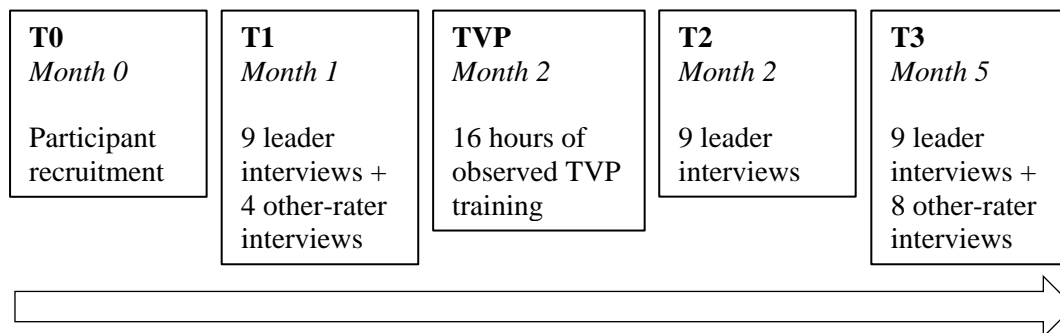 T0
Month 0
Participant
recruitment
T1
Month 1
9 leader
interviews +
4 other-rater
interviews
TVP
Month 2
16 hours of
observed TVP
training
T2
Month 2
9 leader
interviews
T3
Month 5
9 leader
interviews +
8 other-rater
interviews